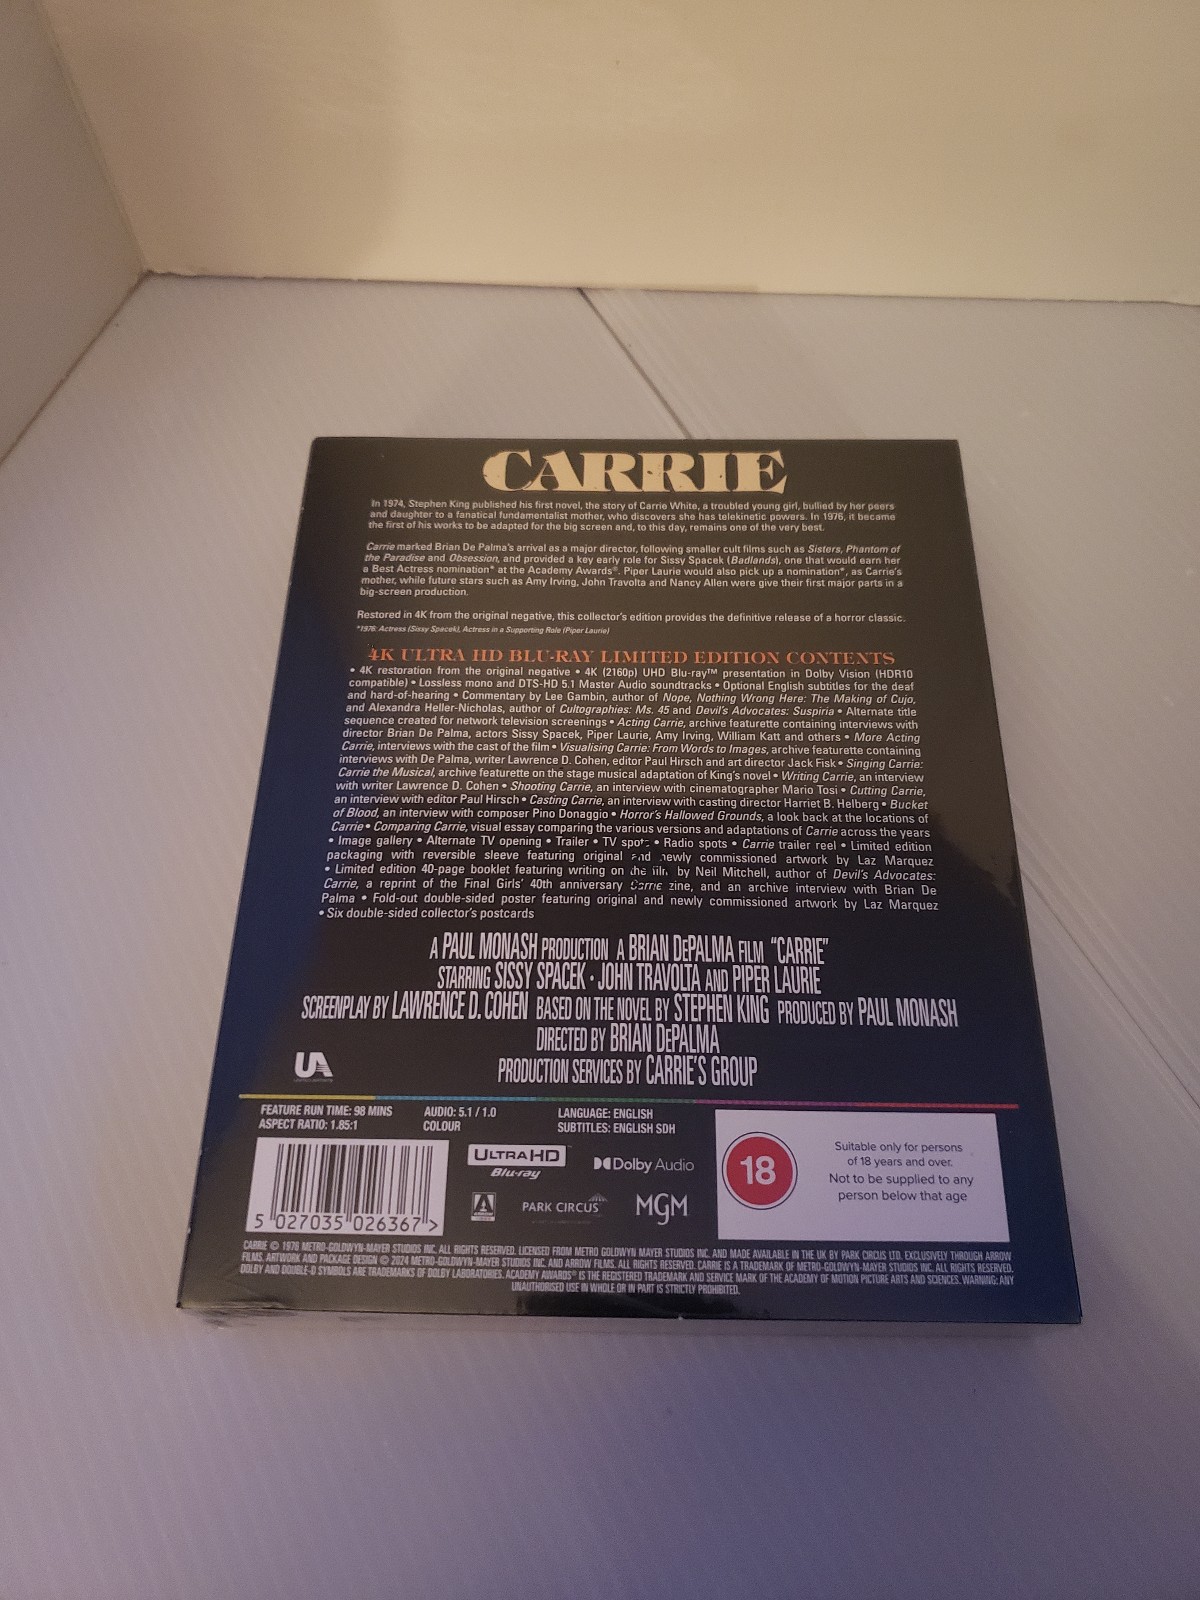 CARRIE
In 1974, Stephen King published his first novel, the story of Carrie White, a troubled young girl, bullied by her peers
and daughter to a fanatical fundamentalist mother, who discovers she has telekinetic powers. In 1976, it became
the first of his works to be adapted for the big screen and, to this day, remains one of the very best.
Carrie marked Brian De Palma's arrival as a major director, following smaller cult films such as Sisters, Phantom of
the Paradise and Obsession, and provided a key early role for Sissy Spacek (Badlands), one that would earn her
a Best Actress nomination* at the Academy Awards®. Piper Laurie would also pick up a nomination*, as Carrie's
mother, while future stars such as Amy Irving, John Travolta and Nancy Allen were give their first major parts in a
big-screen production.
Restored in 4K from the original negative, this collector's edition provides the definitive release of a horror classic.
*1976: Actress (Sissy Spacek), Actress in a Supporting Role (Piper Laurie)
4K ULTRA HD BLU-RAY LIMITED EDITION CONTENTS
• 4K restoration from the original negative • 4K (2160p) UHD Blu-ray™ presentation in Dolby Vision (HDR10
compatible) • Lossless mono and DTS-HD 5.1 Master Audio soundtracks • Optional English subtitles for the deaf
and hard-of-hearing • Commentary by Lee Gambin, author of Nope, Nothing Wrong Here: The Making of Cujo,
and Alexandra Heller-Nicholas, author of Cultographies: Ms. 45 and Devil's Advocates: Suspiria • Alternate title
sequence created for network television screenings • Acting Carrie, archive featurette containing interviews with
director Brian De Palma, actors Sissy Spacek, Piper Laurie, Amy Irving, William Katt and others • More Acting
Carrie, interviews with the cast of the film • Visualising Carrie: From Words to Images, archive featurette containing
interviews with De Palma, writer Lawrence D. Cohen, editor Paul Hirsch and art director Jack Fisk • Singing Carrie:
Carrie the Musical, archive featurette on the stage musical adaptation of King's novel • Writing Carrie, an interview
with writer Lawrence D. Cohen • Shooting Carrie, an interview with cinematographer Mario Tosi • Cutting Carrie,
an interview with editor Paul Hirsch • Casting Carrie, an interview with casting director Harriet B. Helberg • Bucket
of Blood, an interview with composer Pino Donaggio • Horror's Hallowed Grounds, a look back at the locations of
Carrie • Comparing Carrie, visual essay comparing the various versions and adaptations of Carrie across the years
• Image gallery • Alternate TV opening • Trailer • TV spots • Radio spots • Carrie trailer reel • Limited edition
packaging with reversible sleeve featuring original and newly commissioned artwork by Laz Marquez
• Limited edition 40-page booklet featuring writing on the film by Neil Mitchell, author of Devil's Advocates:
Carrie, a reprint of the Final Girls' 40th anniversary Carrie zine, and an archive interview with Brian De
Palma • Fold-out double-sided poster featuring original and newly commissioned artwork by Laz Marquez
• Six double-sided collector's postcards
A PAUL MONASH PRODUCTION A BRIAN DePALMA FILM "CARRIE"
STARRING SISSY SPACEK · JOHN TRAVOLTA AND PIPER LAURIE
SCREENPLAY BY LAWRENCE D. COHEN BASED ON THE NOVEL BY STEPHEN KING PRODUCED BY PAUL MONASH
DIRECTED BY BRIAN DePALMA
PRODUCTION SERVICES BY CARRIE'S GROUP
UA
FEATURE RUN TIME: 98 MINS AUDIO: 5.1 / 1.0 LANGUAGE: ENGLISH
ASPECT RATIO: 1.85:1 COLOUR SUBTITLES: ENGLISH SDH
ULTRA HD
Blu-ray
Dolby Audio
PARK CIRCUS
MGM
5 027035 026367 >
18
Suitable only for persons
of 18 years and over.
Not to be supplied to any
person below that age
CARRIE © 1976 METRO-GOLDWYN-MAYER STUDIOS INC. ALL RIGHTS RESERVED. LICENSED FROM METRO GOLDWYN MAYER STUDIOS INC. AND MADE AVAILABLE IN THE UK BY PARK CIRCUS LTD. EXCLUSIVELY THROUGH ARROW
FILMS. ARTWORK AND PACKAGE DESIGN © 2024 METRO-GOLDWYN-MAYER STUDIOS INC. AND ARROW FILMS. ALL RIGHTS RESERVED. CARRIE IS A TRADEMARK OF METRO-GOLDWYN-MAYER STUDIOS INC. ALL RIGHTS RESERVED.
DOLBY AND DOUBLE-D SYMBOLS ARE TRADEMARKS OF DOLBY LABORATORIES. ACADEMY AWARDS® IS THE REGISTERED TRADEMARK AND SERVICE MARK OF THE ACADEMY OF MOTION PICTURE ARTS AND SCIENCES. WARNING: ANY
UNAUTHORISED USE IN WHOLE OR IN PART IS STRICTLY PROHIBITED.